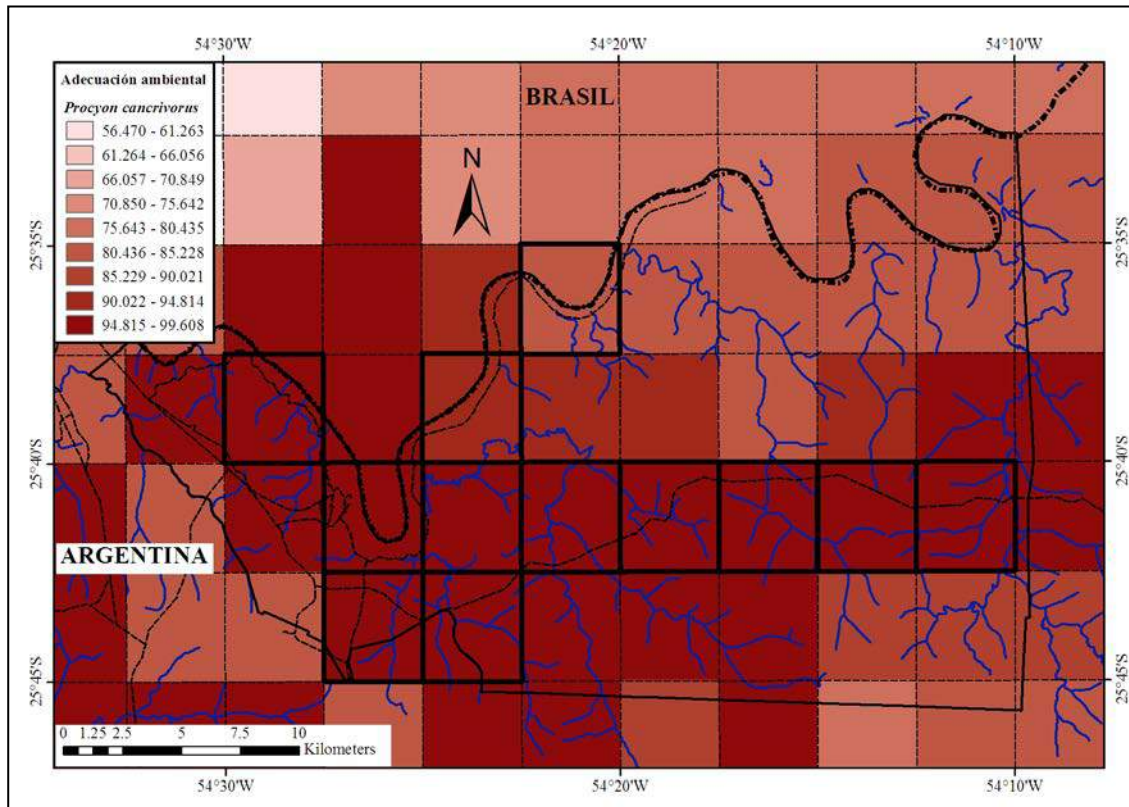 54°30'W 54°20'W 54°10'W
Adecuación ambiental
Procyon cancrivorus
56.470 - 61.263
61.264 - 66.056
66.057 - 70.849
70.850 - 75.642
75.643 - 80.435
80.436 - 85.228
85.229 - 90.021
90.022 - 94.814
94.815 - 99.608
BRASIL
N
25°35'S 25°35'S
25°40'S 25°40'S
ARGENTINA
25°45'S 25°45'S
0 1.25 2.5 5 7.5 10
Kilometers
54°30'W 54°20'W 54°10'W